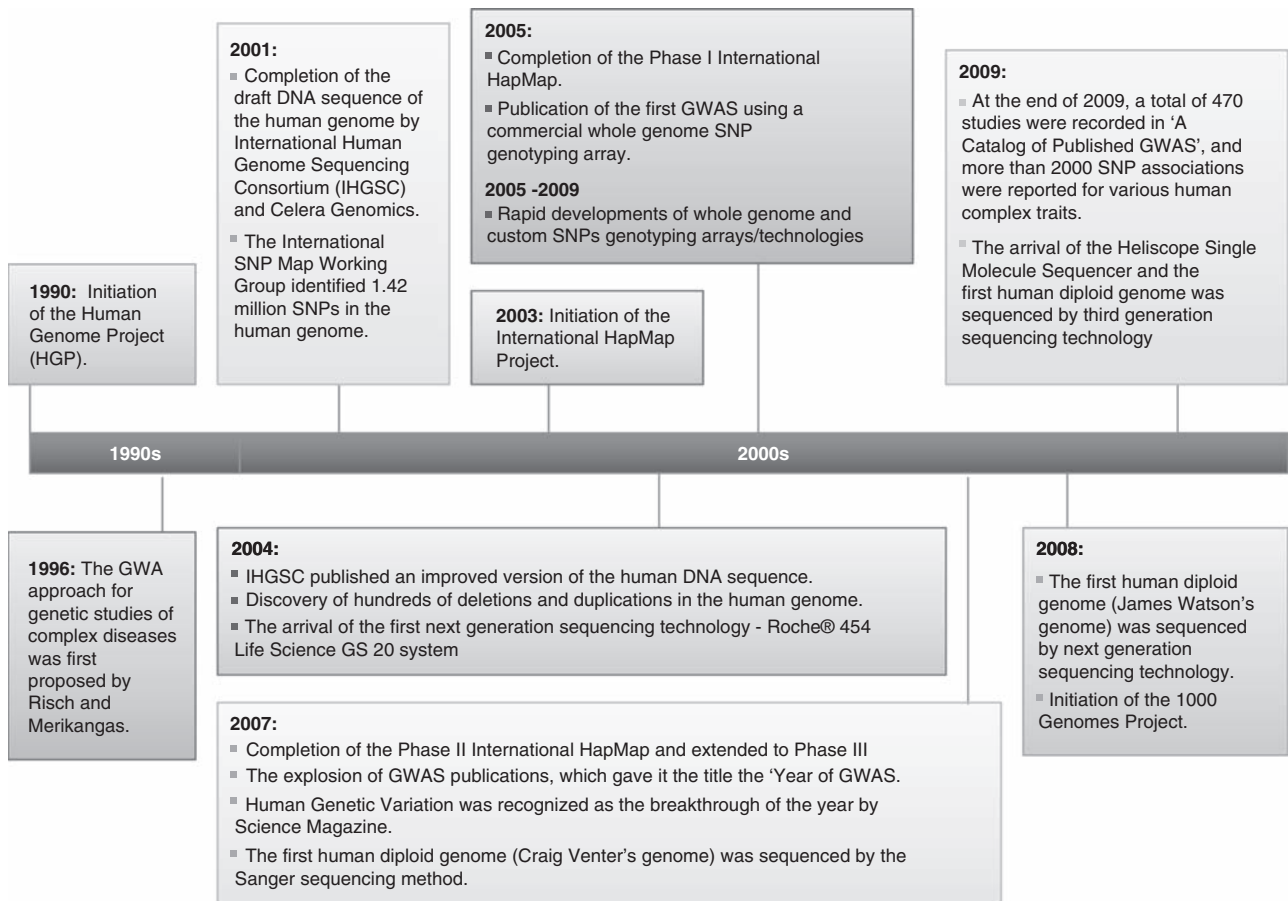 2001:
▪ Completion of the
draft DNA sequence of
the human genome by
International Human
Genome Sequencing
Consortium (IHGSC)
and Celera Genomics.
▪ The International
SNP Map Working
Group identified 1.42
million SNPs in the
human genome.
2005:
▪ Completion of the Phase I International
HapMap.
▪ Publication of the first GWAS using a
commercial whole genome SNP
genotyping array.
2005 -2009
▪ Rapid developments of whole genome and
custom SNPs genotyping arrays/technologies
2009:
▪ At the end of 2009, a total of 470
studies were recorded in ‘A
Catalog of Published GWAS’, and
more than 2000 SNP associations
were reported for various human
complex traits.
▪ The arrival of the Heliscope Single
Molecule Sequencer and the
first human diploid genome was
sequenced by third generation
sequencing technology
1990: Initiation
of the Human
Genome Project
(HGP).
2003: Initiation of the
International HapMap
Project.
1990s
2000s
1996: The GWA
approach for
genetic studies of
complex diseases
was first
proposed by
Risch and
Merikangas.
2004:
▪ IHGSC published an improved version of the human DNA sequence.
▪ Discovery of hundreds of deletions and duplications in the human genome.
▪ The arrival of the first next generation sequencing technology - Roche® 454
Life Science GS 20 system
2008:
▪ The first human diploid
genome (James Watson’s
genome) was sequenced
by next generation
sequencing technology.
▪ Initiation of the 1000
Genomes Project.
2007:
▪ Completion of the Phase II International HapMap and extended to Phase III
▪ The explosion of GWAS publications, which gave it the title the ‘Year of GWAS.
▪ Human Genetic Variation was recognized as the breakthrough of the year by
Science Magazine.
▪ The first human diploid genome (Craig Venter’s genome) was sequenced by the
Sanger sequencing method.